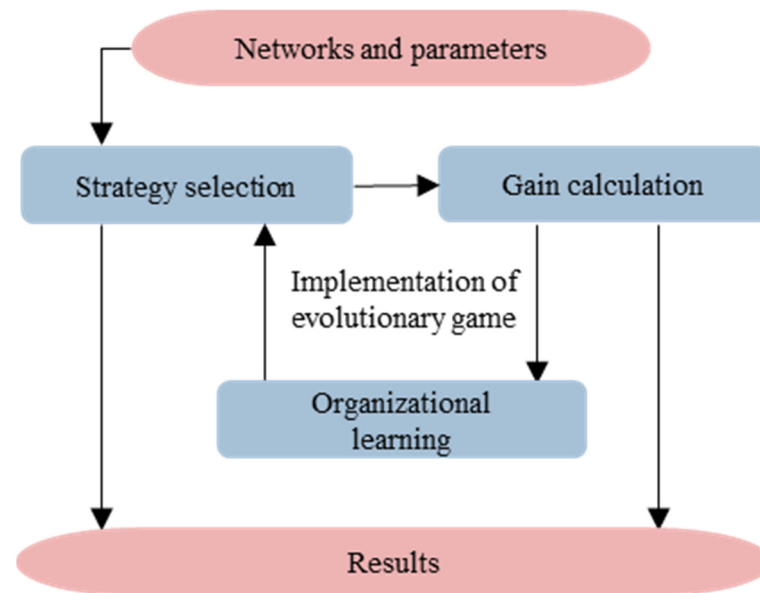 Networks and parameters
Strategy selection
Gain calculation
Implementation of
evolutionary game
Organizational
learning
Results